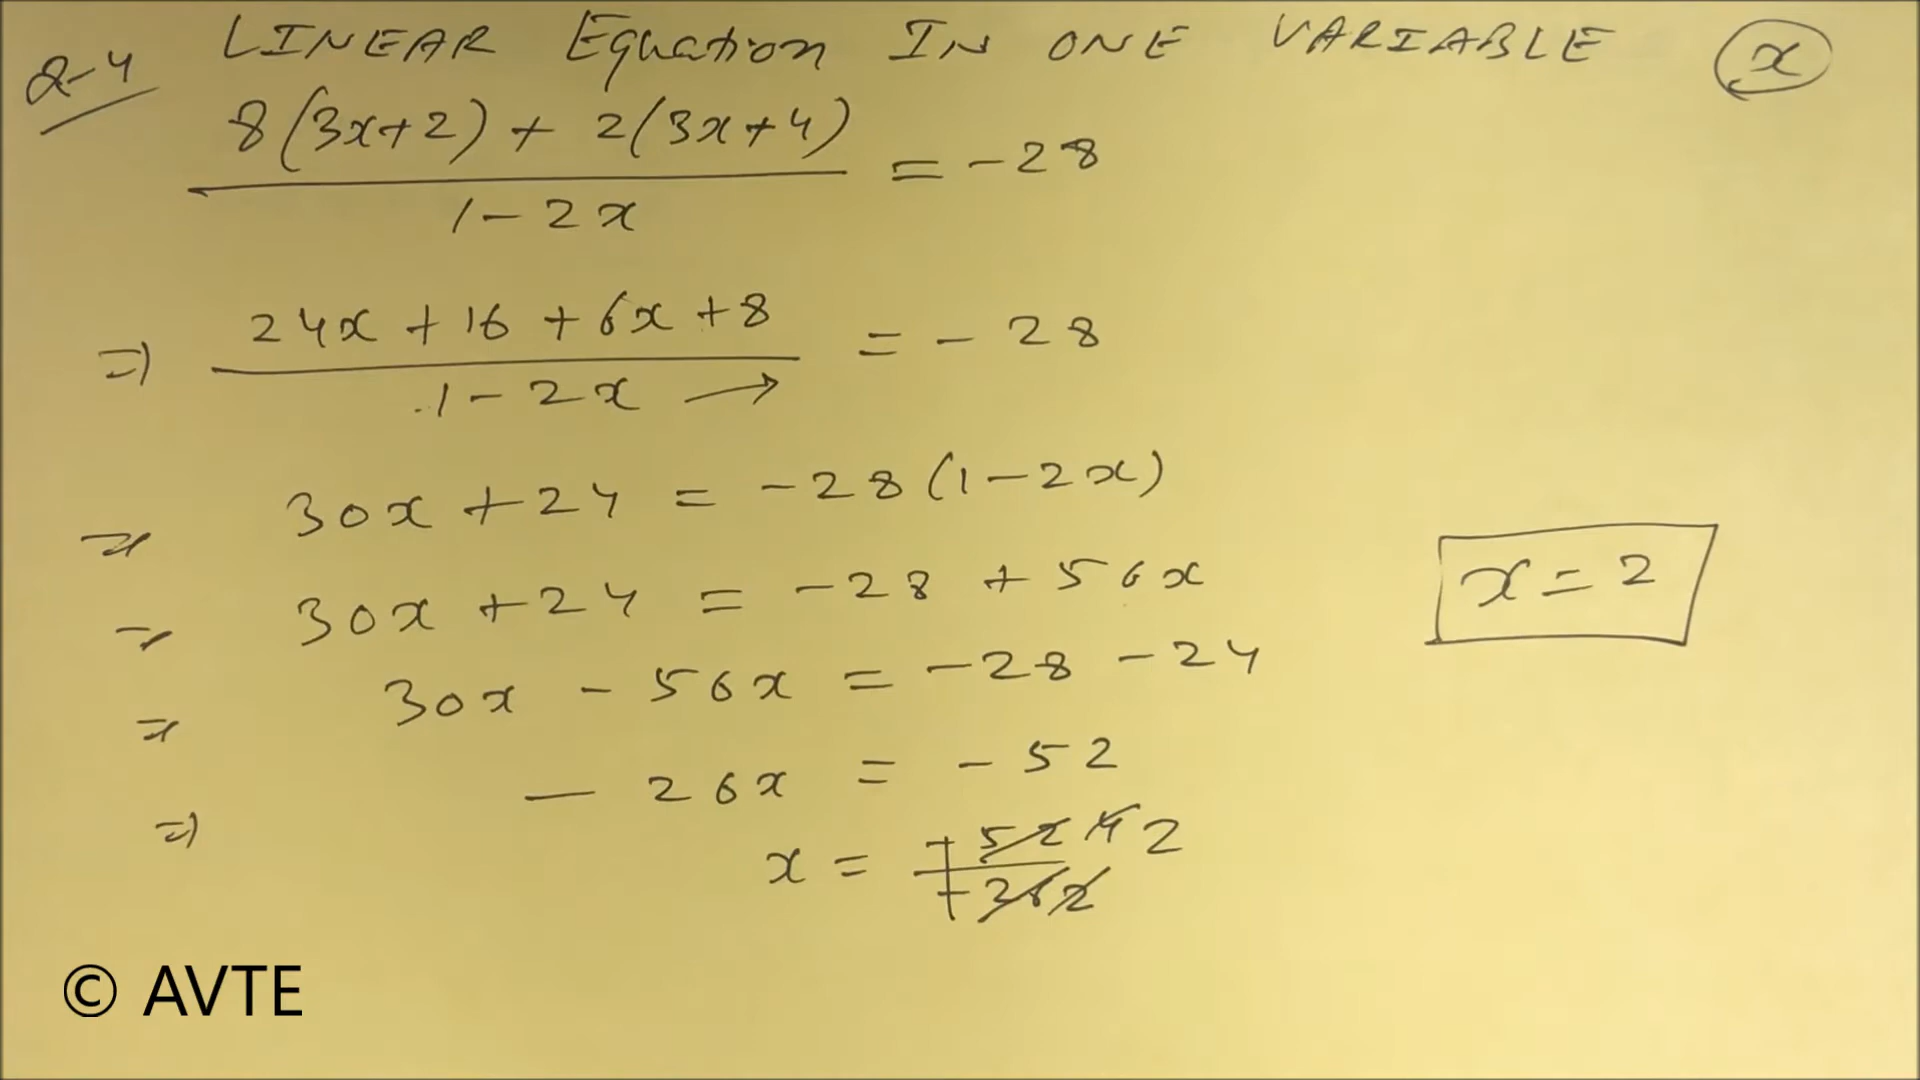 Q-4 LINEAR Equation IN ONE VARIABLE x
8(3x+2) + 2(3x+4)
1-2x
= -28
=> 24x + 16 + 6x + 8
1-2x →
= - 28
=> 30x + 24 = -28 (1-2x)
=> 30x + 24 = -28 + 56x
=> 30x - 56x = -28 - 24
=> - 26x = - 52
x = 2
x = 2
© AVTE